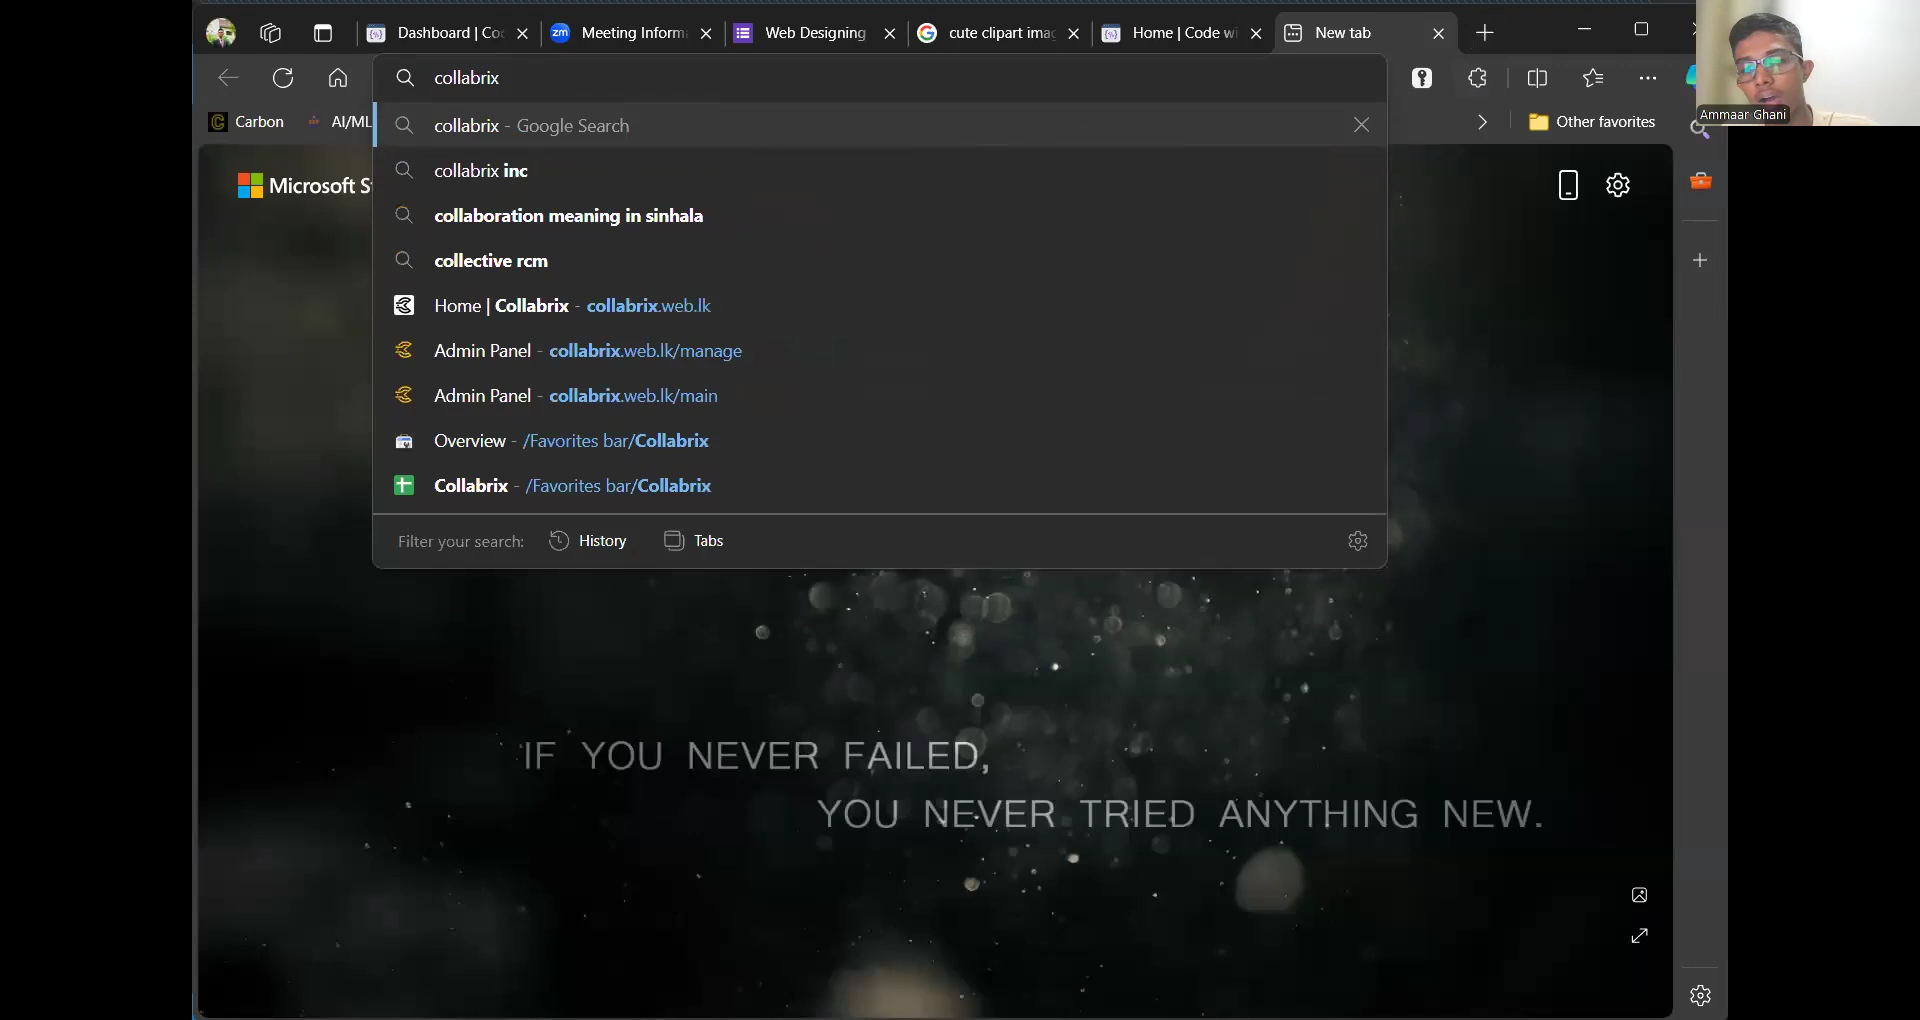 Dashboard | Co
Meeting Inform
Web Designing
cute clipart imag
Home | Code wi
New tab
collabrix
Carbon
AI/ML
collabrix - Google Search
Other favorites
Ammaar Ghani
collabrix inc
Microsoft S
collaboration meaning in sinhala
collective rcm
Home | Collabrix - collabrix.web.lk
Admin Panel - collabrix.web.lk/manage
Admin Panel - collabrix.web.lk/main
Overview - /Favorites bar/Collabrix
Collabrix - /Favorites bar/Collabrix
Filter your search:
History
Tabs
IF YOU NEVER FAILED,
YOU NEVER TRIED ANYTHING NEW.